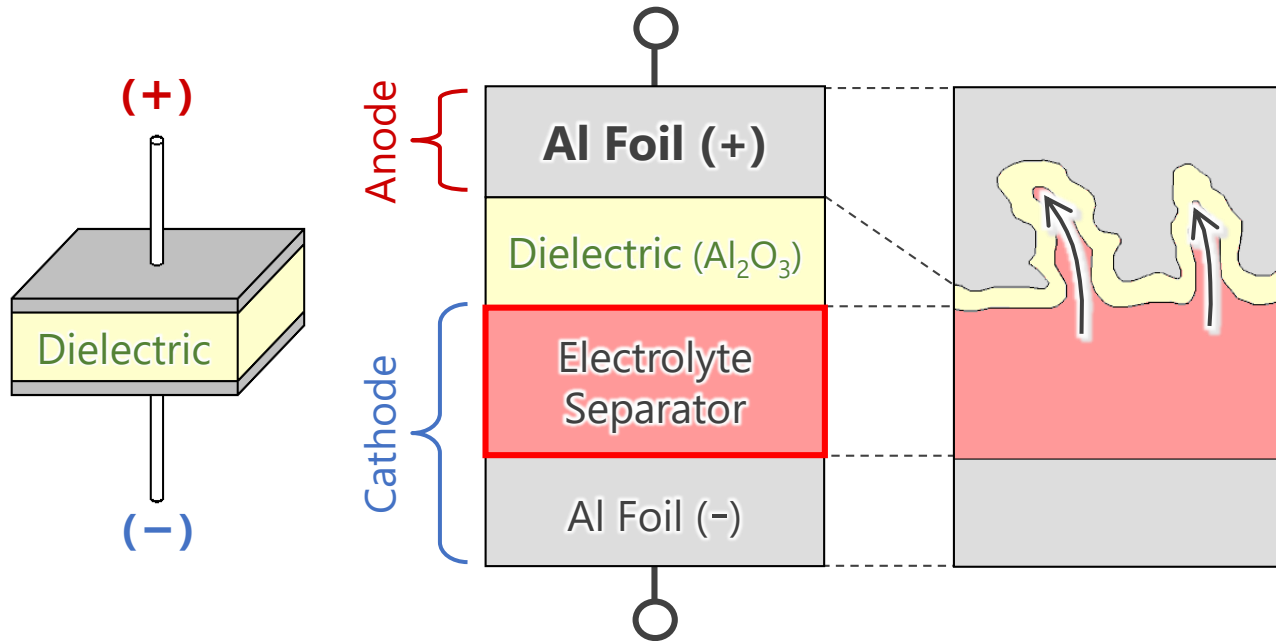 (+)
Dielectric
(−)
Anode
Cathode
Al Foil (+)
Dielectric (Al₂O₃)
Electrolyte
Separator
Al Foil (−)